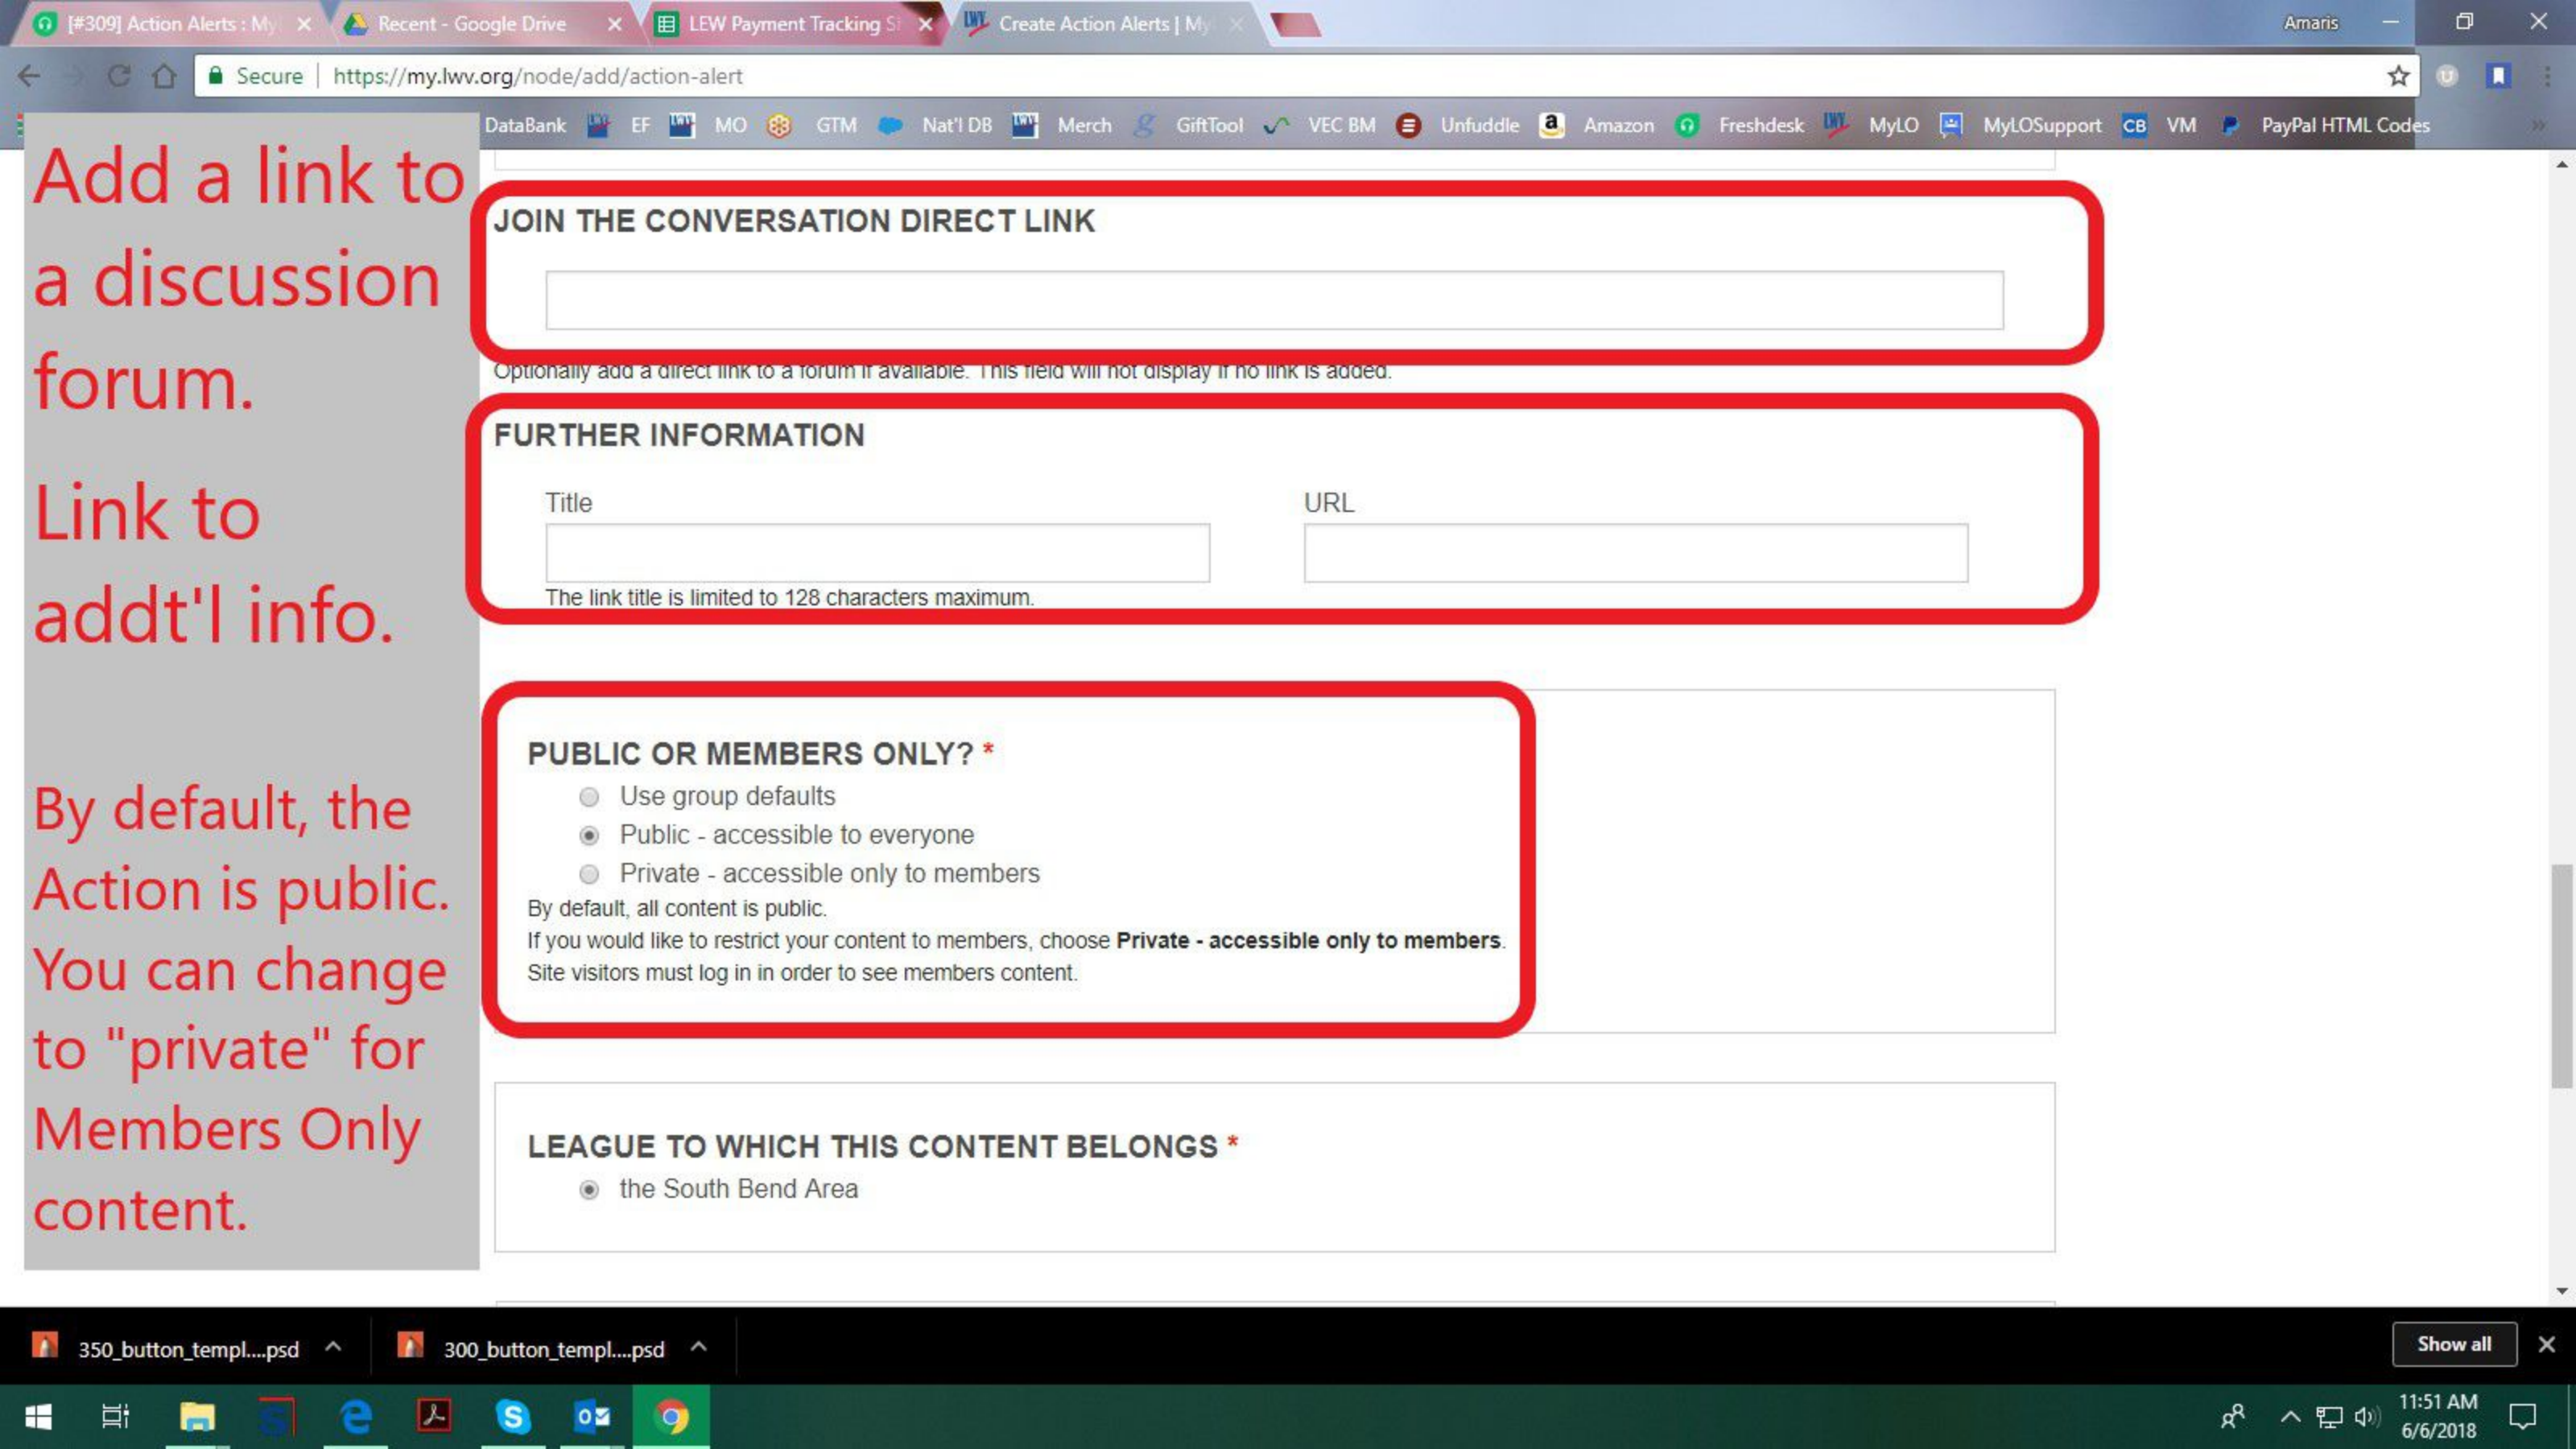 [#309] Action Alerts : My
Recent - Google Drive
LEW Payment Tracking S
Create Action Alerts | My
Amaris
Secure | https://my.lwv.org/node/add/action-alert
DataBank EF MO GTM Nat'l DB Merch GiftTool VEC BM Unfuddle Amazon Freshdesk MyLO MyLOSupport CB VM PayPal HTML Codes
Add a link to
a discussion
forum.
Link to
addt'l info.
By default, the
Action is public.
You can change
to "private" for
Members Only
content.
JOIN THE CONVERSATION DIRECT LINK
Optionally add a direct link to a forum if available. This field will not display if no link is added.
FURTHER INFORMATION
Title URL
The link title is limited to 128 characters maximum.
PUBLIC OR MEMBERS ONLY? *
Use group defaults
Public - accessible to everyone
Private - accessible only to members
By default, all content is public.
If you would like to restrict your content to members, choose Private - accessible only to members.
Site visitors must log in in order to see members content.
LEAGUE TO WHICH THIS CONTENT BELONGS *
the South Bend Area
350_button_templ....psd
300_button_templ....psd
Show all
11:51 AM
6/6/2018